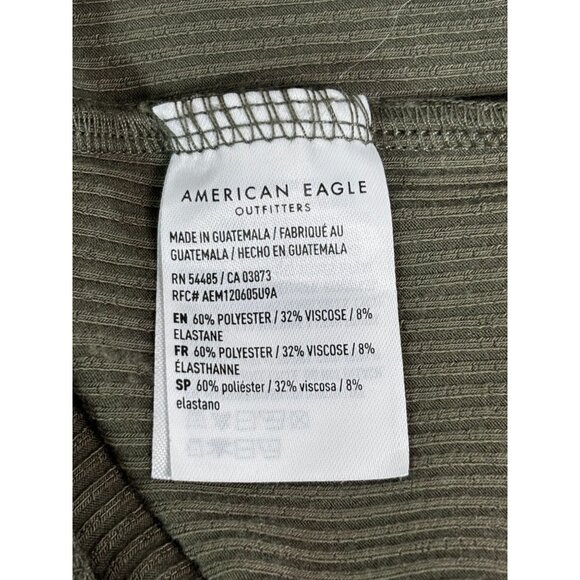 AMERICAN EAGLE
OUTFITTERS
MADE IN GUATEMALA / FABRIQUÉ AU
GUATEMALA / HECHO EN GUATEMALA
RN 54485 / CA 03873
RFC# AEM120605U9A
EN 60% POLYESTER / 32% VISCOSE / 8%
ELASTANE
FR 60% POLYESTER / 32% VISCOSE / 8%
ÉLASTHANNE
SP 60% poliéster / 32% viscosa / 8%
elastano